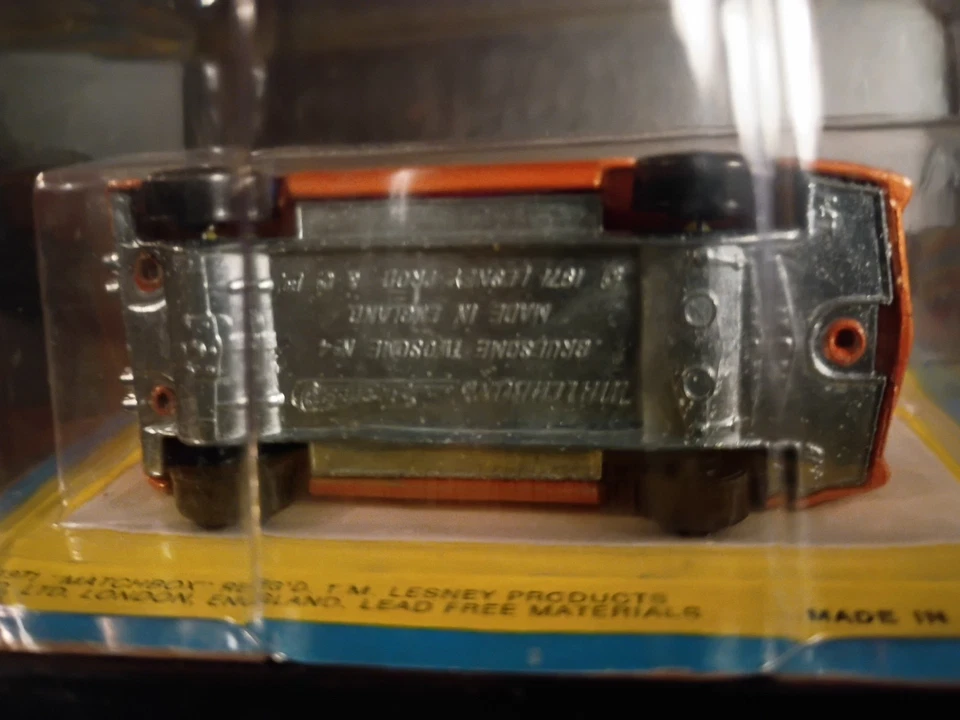 GRUESOME TWOSOME No 4
MADE IN ENGLAND
© 1971 LESNEY PROD & CO
1971 "MATCHBOX" REG'D. T.M. LESNEY PRODUCTS
LTD. LONDON, ENGLAND. LEAD FREE MATERIALS
MADE IN